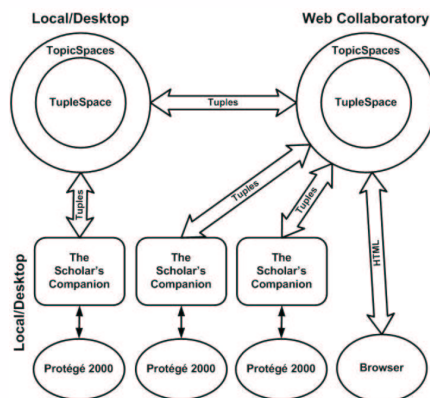 Local/Desktop
Web Collaboratory
TopicSpaces
TopicSpaces
TupleSpace
TupleSpace
Tuples
Tuples
Tuples
Tuples
HTML
Local/Desktop
The
Scholar's
Companion
The
Scholar's
Companion
The
Scholar's
Companion
Protégé 2000
Protégé 2000
Protégé 2000
Browser